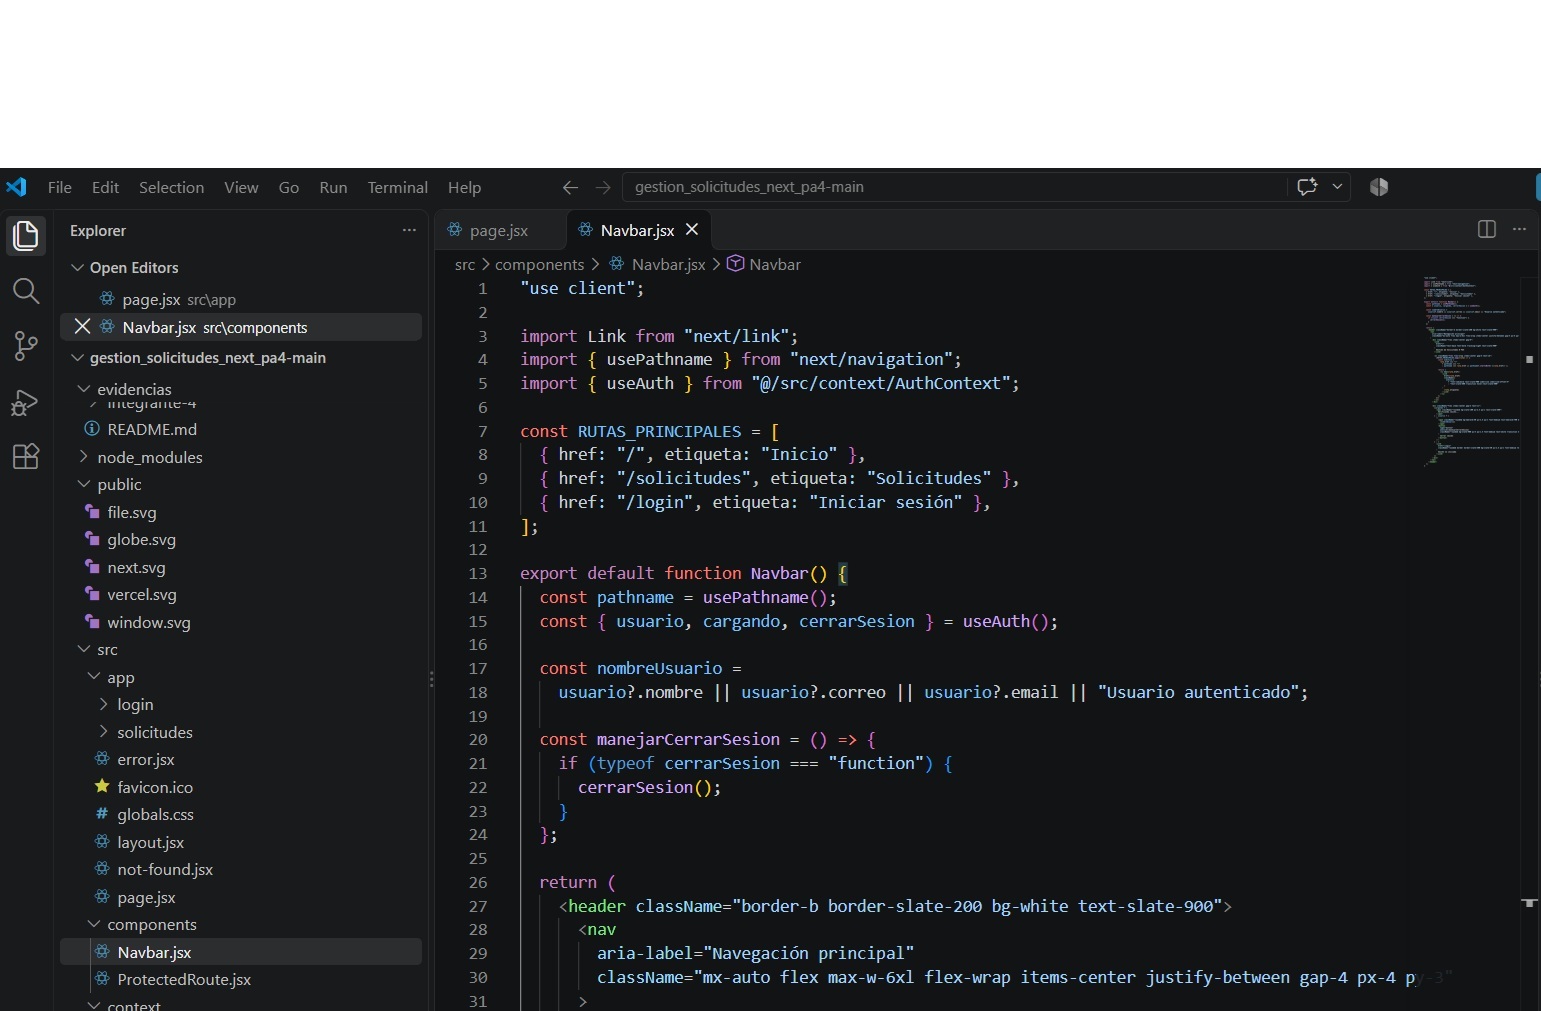 File Edit Selection View Go Run Terminal Help
gestion_solicitudes_next_pa4-main
Explorer
Open Editors
page.jsx src\app
Navbar.jsx src\components
gestion_solicitudes_next_pa4-main
evidencias
integrante-4
README.md
node_modules
public
file.svg
globe.svg
next.svg
vercel.svg
window.svg
src
app
login
solicitudes
error.jsx
favicon.ico
globals.css
layout.jsx
not-found.jsx
page.jsx
components
Navbar.jsx
ProtectedRoute.jsx
context
page.jsx Navbar.jsx
src > components > Navbar.jsx > Navbar
1 "use client";
2
3 import Link from "next/link";
4 import { usePathname } from "next/navigation";
5 import { useAuth } from "@/src/context/AuthContext";
6
7 const RUTAS_PRINCIPALES = [
8 { href: "/", etiqueta: "Inicio" },
9 { href: "/solicitudes", etiqueta: "Solicitudes" },
10 { href: "/login", etiqueta: "Iniciar sesión" },
11 ];
12
13 export default function Navbar() {
14 const pathname = usePathname();
15 const { usuario, cargando, cerrarSesion } = useAuth();
16
17 const nombreUsuario =
18 usuario?.nombre || usuario?.correo || usuario?.email || "Usuario autenticado";
19
20 const manejarCerrarSesion = () => {
21 if (typeof cerrarSesion === "function") {
22 cerrarSesion();
23 }
24 };
25
26 return (
27 <header className="border-b border-slate-200 bg-white text-slate-900">
28 <nav
29 aria-label="Navegación principal"
30 className="mx-auto flex max-w-6xl flex-wrap items-center justify-between gap-4 px-4 py-3"
31 >